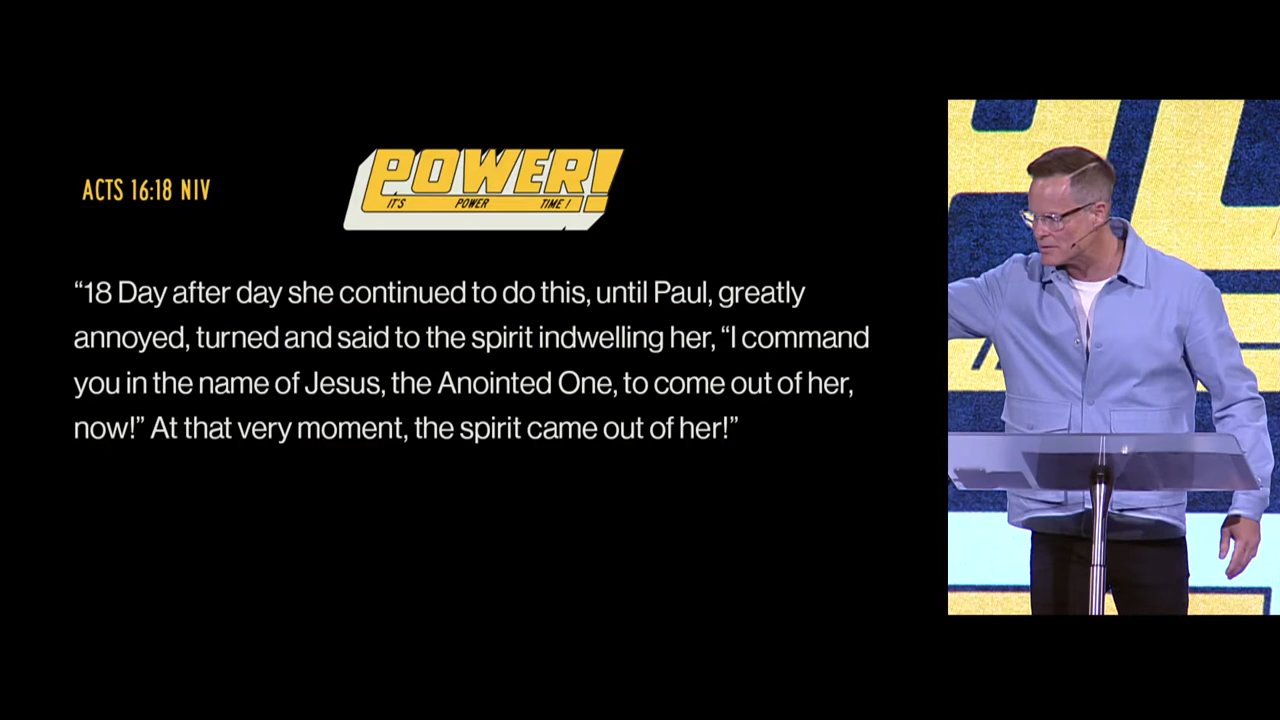 ACTS 16:18 NIV
POWER!
IT'S POWER TIME!
“18 Day after day she continued to do this, until Paul, greatly
annoyed, turned and said to the spirit indwelling her, “I command
you in the name of Jesus, the Anointed One, to come out of her,
now!” At that very moment, the spirit came out of her!”